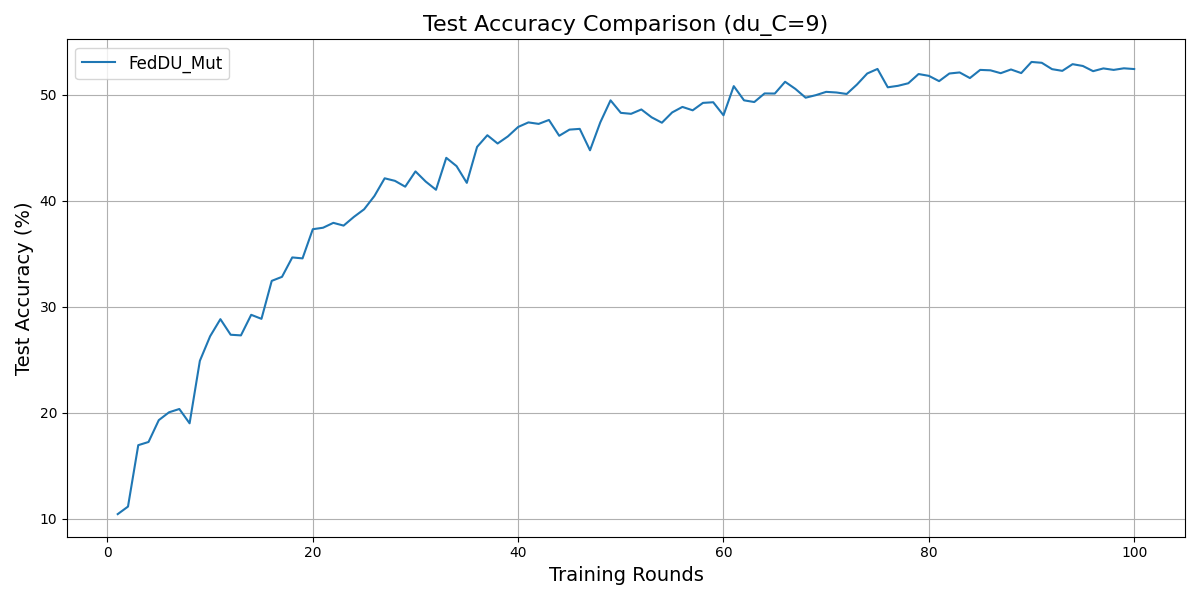 Test Accuracy Comparison (du_C=9)
FedDU_Mut
Test Accuracy (%)
50
40
30
20
10
0 20 40 60 80 100
Training Rounds